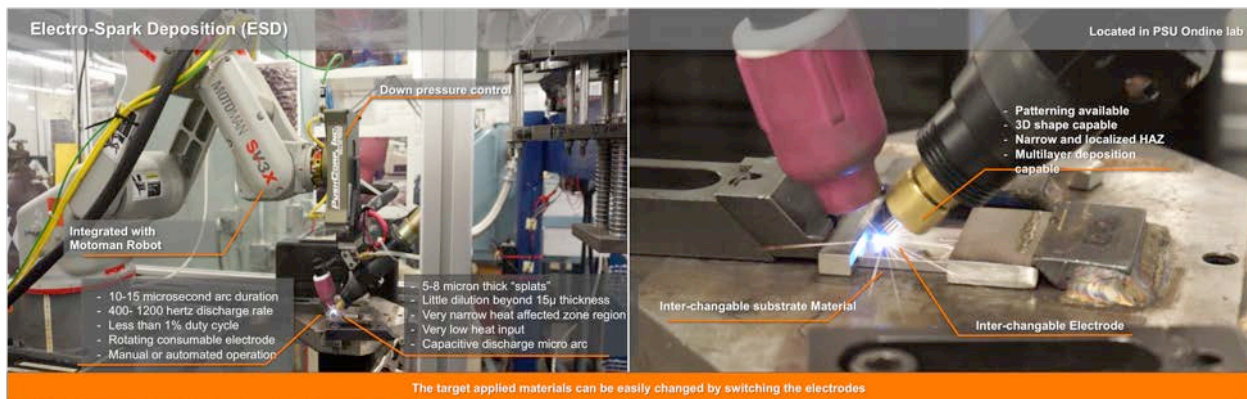 Electro-Spark Deposition (ESD)
Located in PSU Ondine lab
Down pressure control
MOTOMAN
SV3X
PushCorp, Inc.
Integrated with
Motoman Robot
- 10-15 microsecond arc duration
- 400- 1200 hertz discharge rate
- Less than 1% duty cycle
- Rotating consumable electrode
- Manual or automated operation
- 5-8 micron thick “splats”
- Little dilution beyond 15µ thickness
- Very narrow heat affected zone region
- Very low heat input
- Capacitive discharge micro arc
- Patterning available
- 3D shape capable
- Narrow and localized HAZ
- Multilayer deposition
capable
Inter-changable substrate Material
Inter-changable Electrode
The target applied materials can be easily changed by switching the electrodes